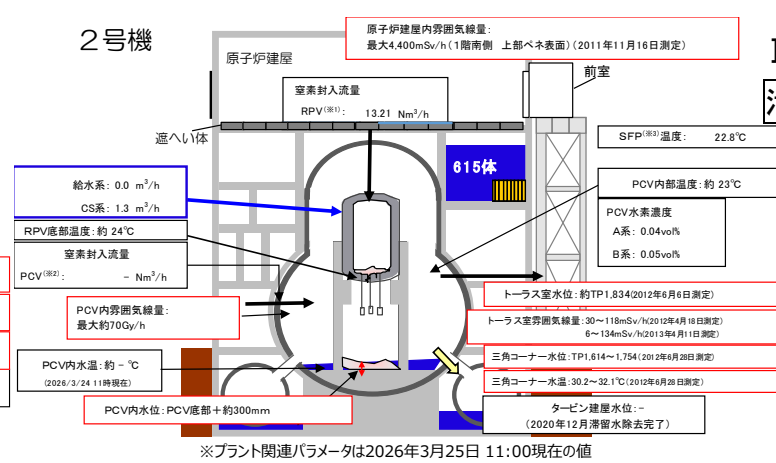 2号機
原子炉建屋内雰囲気線量:
最大4,400mSv/h(1階南側 上部ペネ表面)(2011年11月16日測定)
原子炉建屋
前室
窒素封入流量
RPV(※1): 13.21 Nm³/h
遮へい体
SFP(※3)温度: 22.8℃
615体
給水系: 0.0 m³/h
CS系: 1.3 m³/h
PCV内部温度: 約 23℃
PCV水素濃度
A系: 0.04vol%
B系: 0.05vol%
RPV底部温度: 約 24℃
窒素封入流量
PCV(※2): - Nm³/h
トーラス室水位: 約TP1,834(2012年6月6日測定)
PCV内雰囲気線量:
最大約70Gy/h
トーラス室雰囲気線量: 30~118mSv/h(2012年4月18日測定)
6~134mSv/h(2013年4月11日測定)
PCV内水温: 約 - ℃
(2026/3/24 11時現在)
三角コーナー水位: TP1,614~1,754 (2012年6月28日測定)
三角コーナー水温: 30.2~32.1℃(2012年6月28日測定)
PCV内水位: PCV底部+約300mm
タービン建屋水位: -
(2020年12月滞留水除去完了)
※プラント関連パラメータは2026年3月25日 11:00現在の値